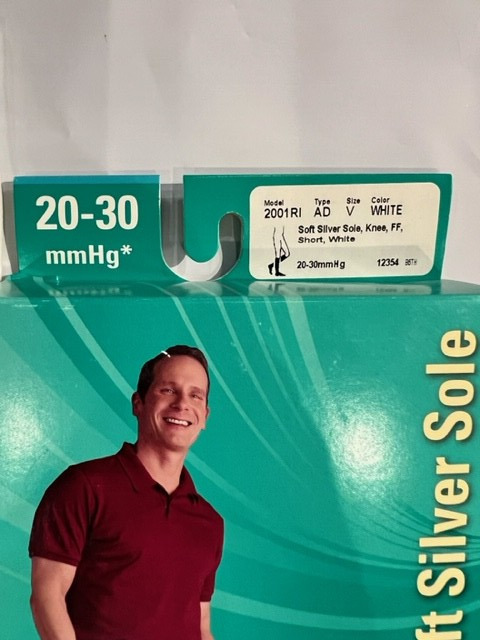 20-30
mmHg*
Model Type Size Color
2001RI AD V WHITE
Soft Silver Sole, Knee, FF,
Short, White
20-30mmHg 12354
ft Silver Sole